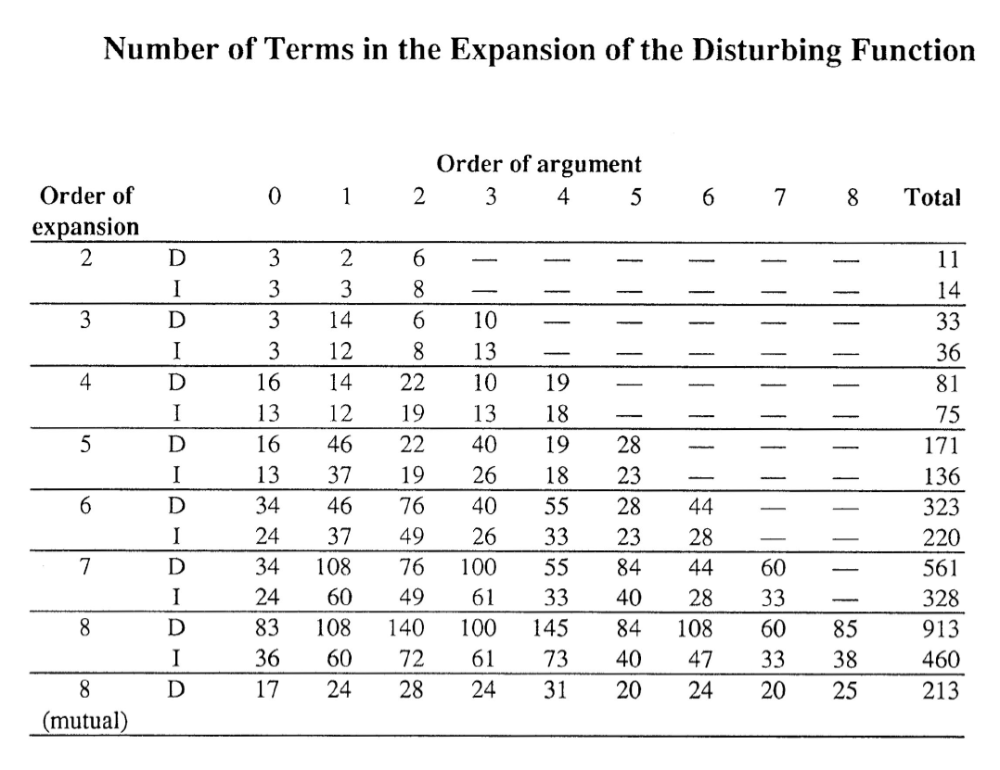 Number of Terms in the Expansion of the Disturbing Function
Order of argument
Order of expansion 0 1 2 3 4 5 6 7 8 Total
2 D 3 2 6 — — — — — — 11
I 3 3 8 — — — — — — 14
3 D 3 14 6 10 — — — — — 33
I 3 12 8 13 — — — — — 36
4 D 16 14 22 10 19 — — — — 81
I 13 12 19 13 18 — — — — 75
5 D 16 46 22 40 19 28 — — — 171
I 13 37 19 26 18 23 — — — 136
6 D 34 46 76 40 55 28 44 — — 323
I 24 37 49 26 33 23 28 — — 220
7 D 34 108 76 100 55 84 44 60 — 561
I 24 60 49 61 33 40 28 33 — 328
8 D 83 108 140 100 145 84 108 60 85 913
I 36 60 72 61 73 40 47 33 38 460
8 D 17 24 28 24 31 20 24 20 25 213
(mutual)